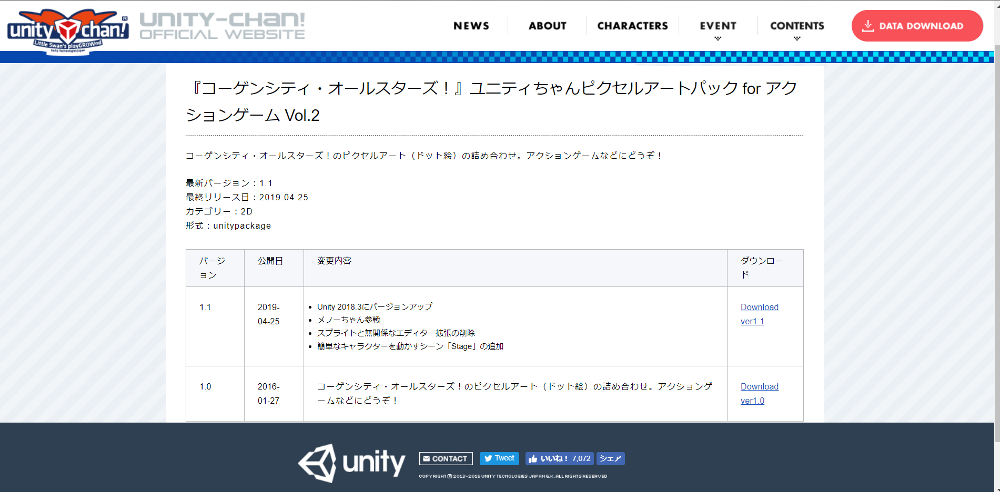 unity-chan!
®
Little Swan's playGROWnd
Unity Technologies Japan
UNITY-CHAN!
OFFICIAL WEBSITE
NEWS
ABOUT
CHARACTERS
EVENT
CONTENTS
DATA DOWNLOAD
『コーゲンシティ・オールスターズ！』ユニティちゃんピクセルアートパック for アク
ションゲーム Vol.2
コーゲンシティ・オールスターズ！のピクセルアート（ドット絵）の詰め合わせ。アクションゲームなどにどうぞ！
最新バージョン：1.1
最終リリース日：2019.04.25
カテゴリー：2D
形式：unitypackage
バージ
ョン
公開日
変更内容
ダウンロー
ド
1.1
2019-
04-25
• Unity 2018.3にバージョンアップ
• メノーちゃん参戦
• スプライトと無関係なエディター拡張の削除
• 簡単なキャラクターを動かすシーン「Stage」の追加
Download
ver1.1
1.0
2016-
01-27
コーゲンシティ・オールスターズ！のピクセルアート（ドット絵）の詰め合わせ。アクションゲ
ームなどにどうぞ！
Download
ver1.0
unity
CONTACT
Tweet
いいね！ 7,072
シェア
COPYRIGHT © 2013-2015 UNITY TECNOLOGIES JAPAN G.K. ALL RIGHTS RESERVED